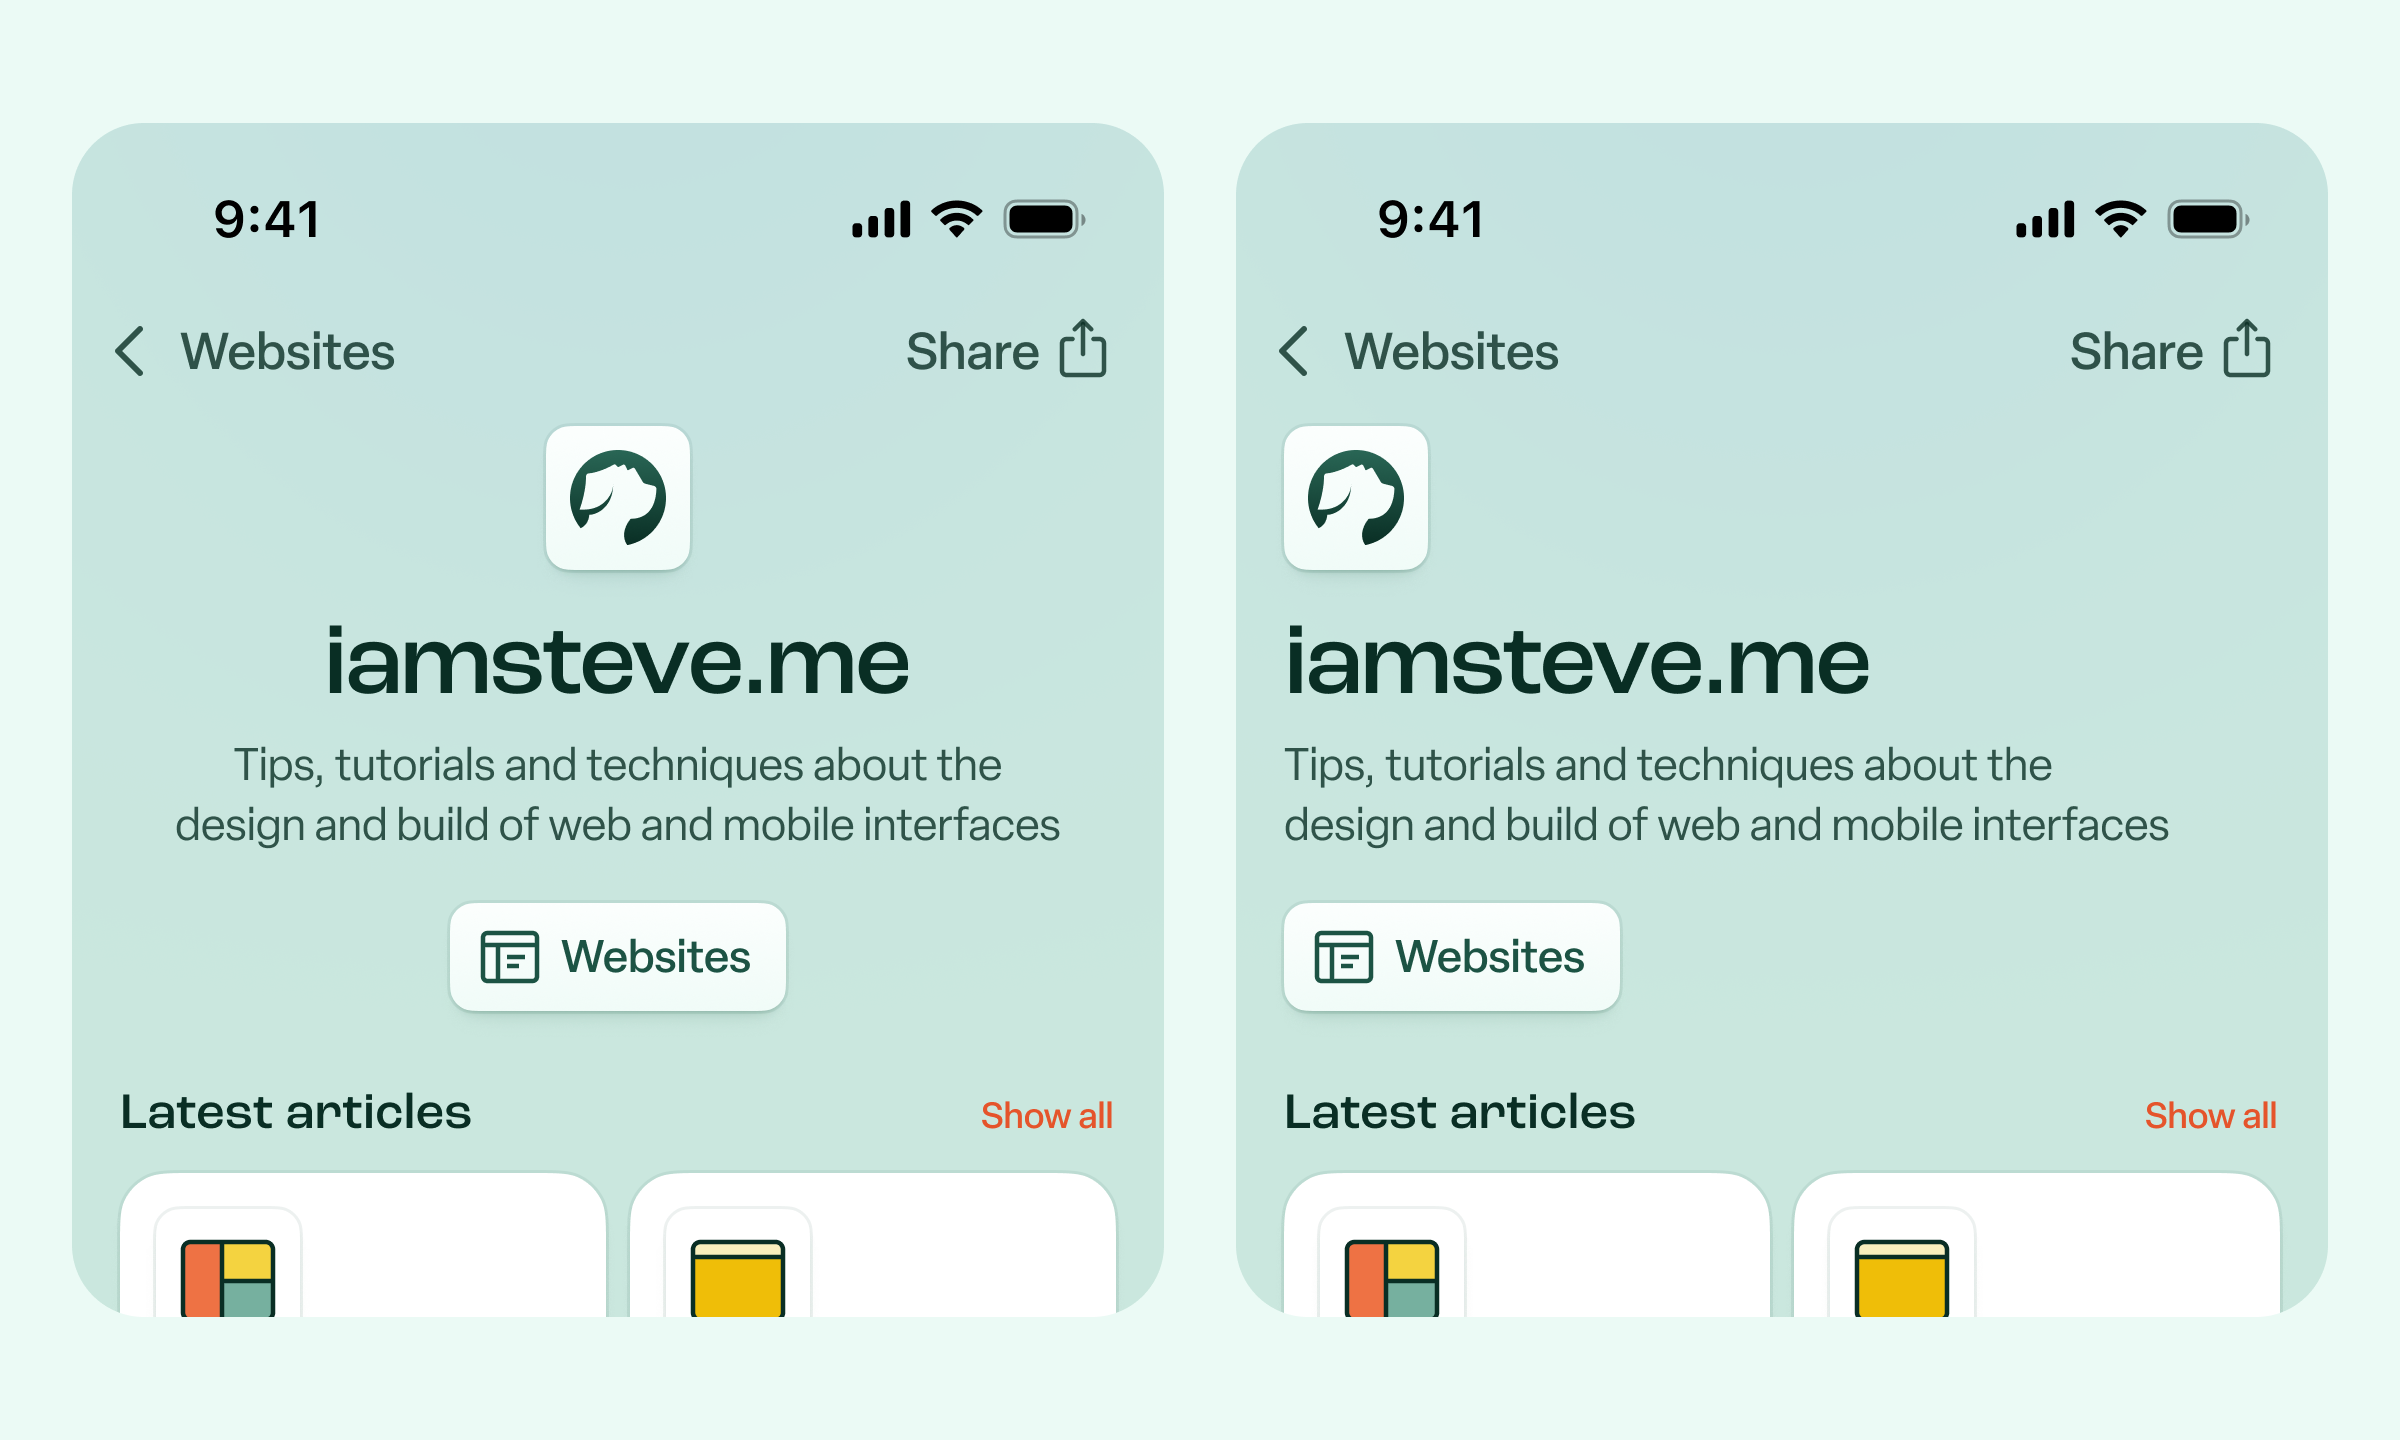 9:41
Websites
Share
iamsteve.me
Tips, tutorials and techniques about the
design and build of web and mobile interfaces
Websites
Latest articles
Show all
9:41
Websites
Share
iamsteve.me
Tips, tutorials and techniques about the
design and build of web and mobile interfaces
Websites
Latest articles
Show all